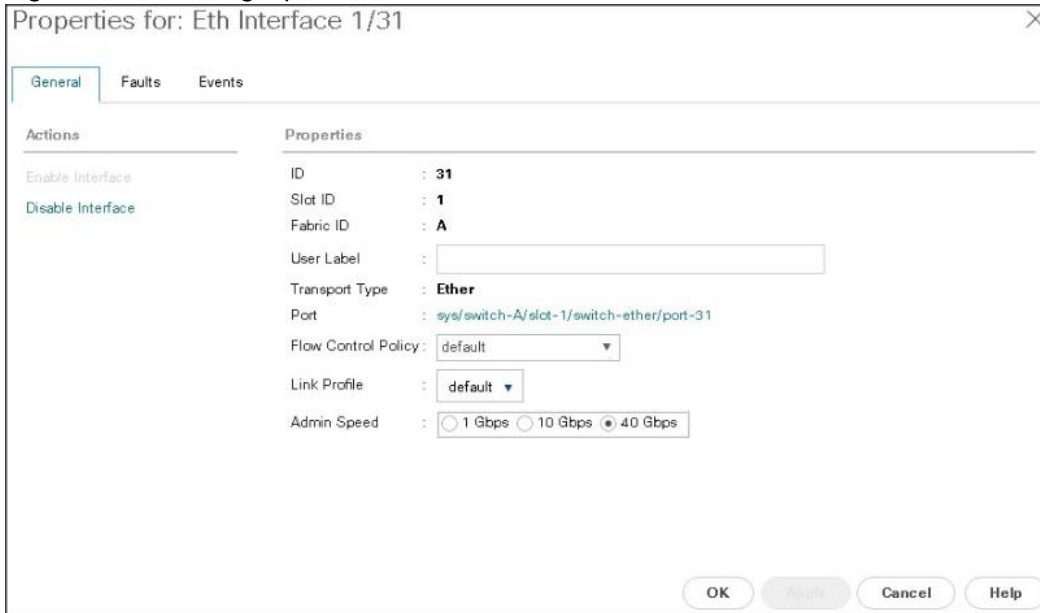 Properties for: Eth Interface 1/31
General Faults Events
Actions
Properties
Enable Interface
Disable Interface
ID : 31
Slot ID : 1
Fabric ID : A
User Label :
Transport Type : Ether
Port : sys/switch-A/slot-1/switch-ether/port-31
Flow Control Policy : default
Link Profile : default
Admin Speed : 1 Gbps 10 Gbps 40 Gbps
OK Apply Cancel Help